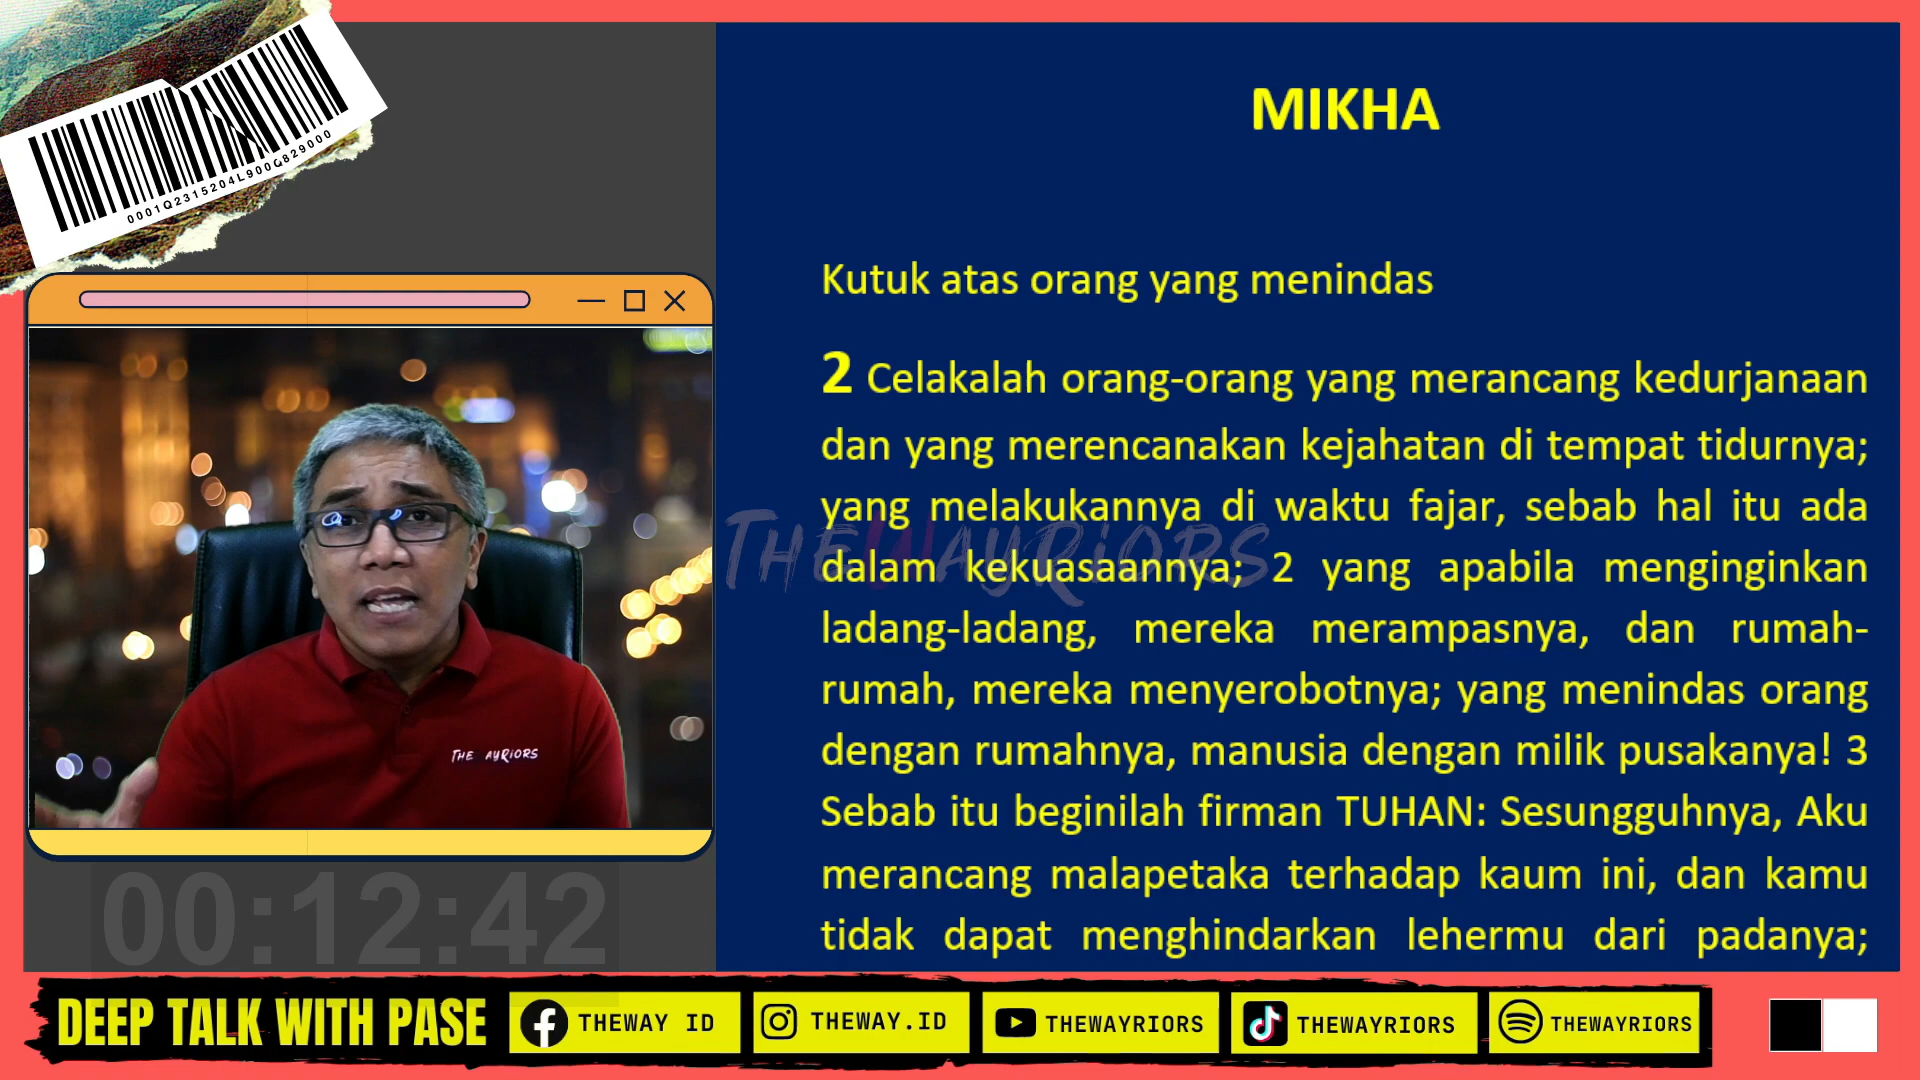 0001Q2315204L900Q829000
MIKHA
Kutuk atas orang yang menindas
2 Celakalah orang-orang yang merancang kedurjanaan
dan yang merencanakan kejahatan di tempat tidurnya;
yang melakukannya di waktu fajar, sebab hal itu ada
dalam kekuasaannya; 2 yang apabila menginginkan
ladang-ladang, mereka merampasnya, dan rumah-
rumah, mereka menyerobotnya; yang menindas orang
dengan rumahnya, manusia dengan milik pusakanya! 3
Sebab itu beginilah firman TUHAN: Sesungguhnya, Aku
merancang malapetaka terhadap kaum ini, dan kamu
tidak dapat menghindarkan lehermu dari padanya;
THEWAYRIORS
THE AYRIORS
00:12:42
DEEP TALK WITH PASE
THEWAY ID
THEWAY.ID
THEWAYRIORS
THEWAYRIORS
THEWAYRIORS